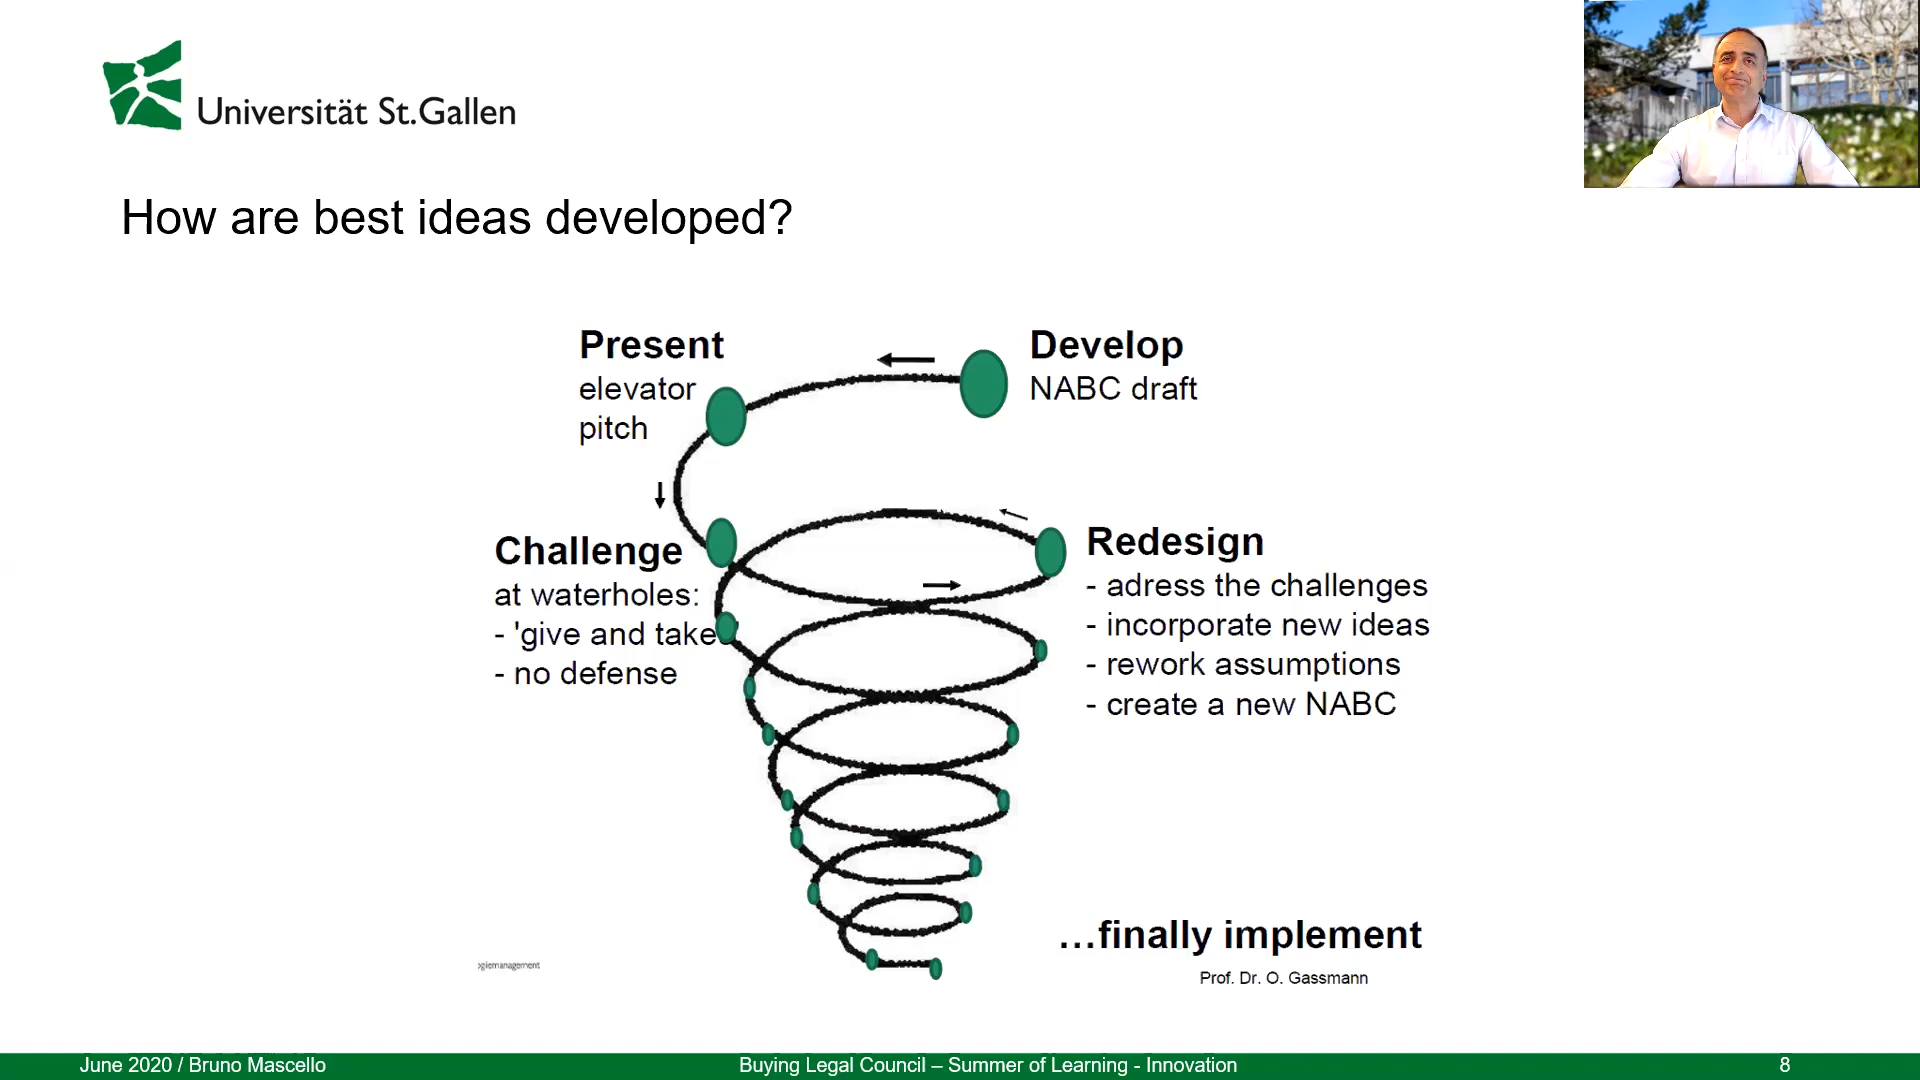 Universität St.Gallen
How are best ideas developed?
Present
elevator
pitch
Develop
NABC draft
Challenge
at waterholes:
- 'give and take'
- no defense
Redesign
- adress the challenges
- incorporate new ideas
- rework assumptions
- create a new NABC
...finally implement
Prof. Dr. O. Gassmann
ogiemanagement
June 2020 / Bruno Mascello
Buying Legal Council – Summer of Learning - Innovation
8